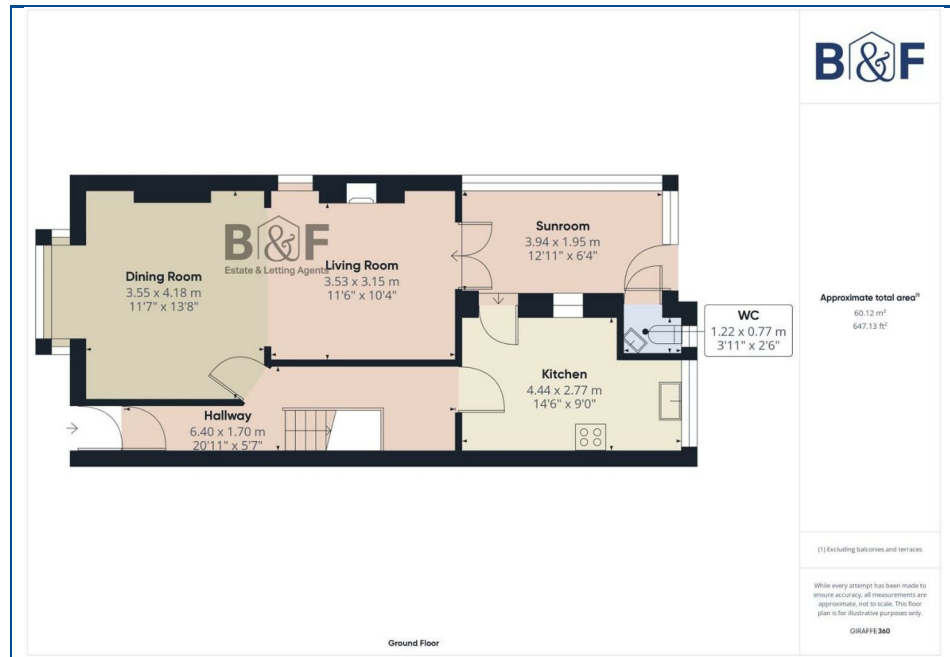 B&F
Approximate total area⁽¹⁾
60.12 m²
647.13 ft²
(1) Excluding balconies and terraces
While every attempt has been made to
ensure accuracy, all measurements are
approximate, not to scale. This floor
plan is for illustrative purposes only.
GIRAFFE360
B&F
Estate & Letting Agents
Dining Room
3.55 x 4.18 m
11'7" x 13'8"
Living Room
3.53 x 3.15 m
11'6" x 10'4"
Sunroom
3.94 x 1.95 m
12'11" x 6'4"
WC
1.22 x 0.77 m
3'11" x 2'6"
Kitchen
4.44 x 2.77 m
14'6" x 9'0"
Hallway
6.40 x 1.70 m
20'11" x 5'7"
Ground Floor